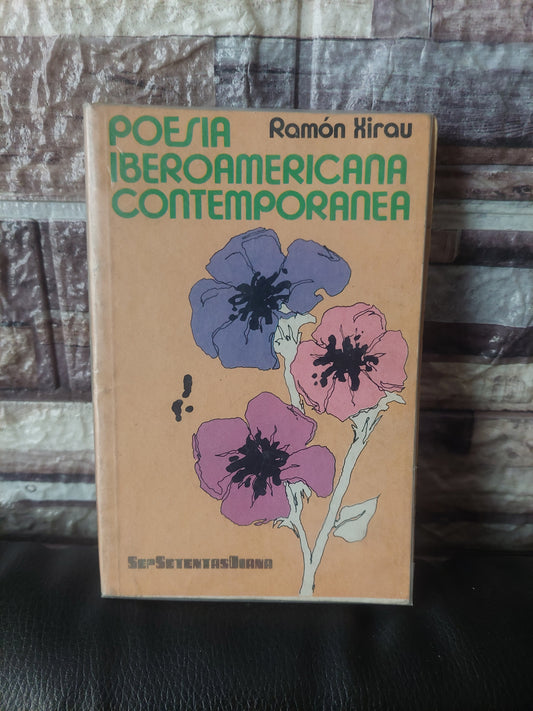 POESIA Ramón Xirau
IBEROAMERICANA
CONTEMPORANEA
SEPSETENTASDIANA